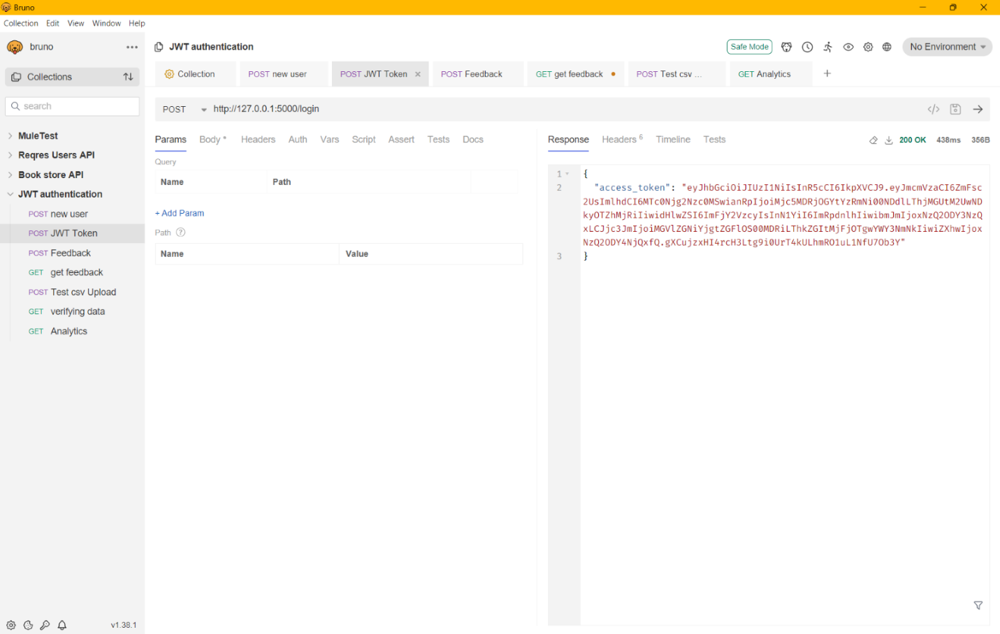 Bruno
Collection Edit View Window Help
bruno
JWT authentication
Safe Mode
No Environment
Collections
Collection
POST new user
POST JWT Token
POST Feedback
GET get feedback
POST Test csv ...
GET Analytics
search
POST http://127.0.0.1:5000/login
MuleTest
Reqres Users API
Book store API
JWT authentication
POST new user
POST JWT Token
POST Feedback
GET get feedback
POST Test csv Upload
GET verifying data
GET Analytics
v1.38.1
Params Body * Headers Auth Vars Script Assert Tests Docs
Query
Name Path
+ Add Param
Path ?
Name Value
Response Headers 6 Timeline Tests
200 OK 438ms 356B
1 {
2 "access_token": "eyJhbGciOiJIUzI1NiIsInR5cCI6IkpXVCJ9.eyJmcmVzaCI6ZmFsc
2UsImlhdCI6MTc0Njg2Nzc0MSwianRpIjoiMjc5MDRjOGYtYzRmNi00NDdlLThjMGUtM2UwND
kyOTZhMjRiIiwidHlwZSI6ImFjY2VzcyIsInN1YiI6ImRpdnlhIiwibmJmIjoxNzQ2ODY3NzQ
xLCJjc3JmIjoiMGVlZGNiYjgtZGFlOS00MDRiLThkZGItMjFjOTgwYWY3NmNkIiwiZXhwIjox
NzQ2ODY4NjQxfQ.gXCujzxHI4rcH3Ltg9i0UrT4kULhmRO1uL1NfU7Ob3Y"
3 }